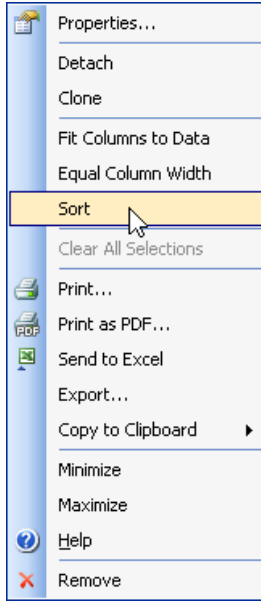 Properties...
Detach
Clone
Fit Columns to Data
Equal Column Width
Sort
Clear All Selections
Print...
PDF
Print as PDF...
Send to Excel
Export...
Copy to Clipboard
Minimize
Maximize
Help
Remove